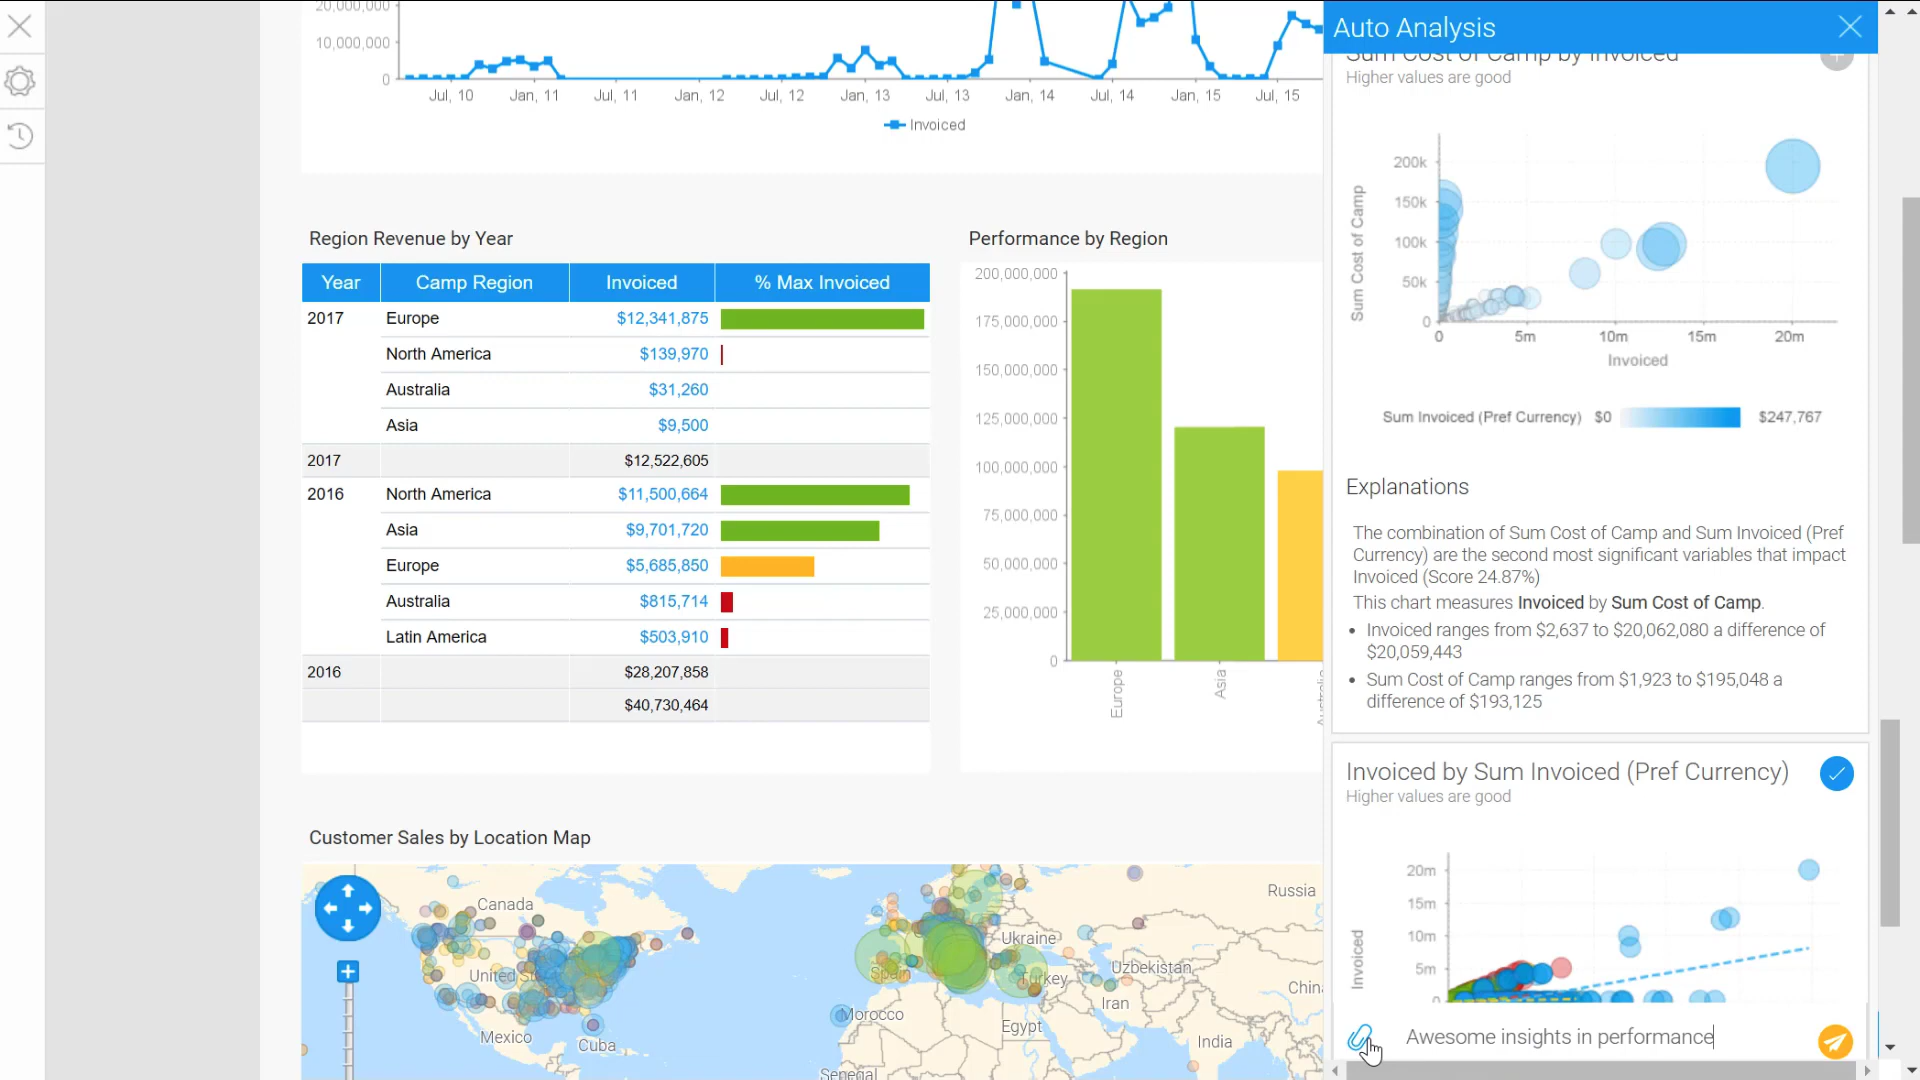 20,000,000
10,000,000
0
Jul, 10 Jan, 11 Jul, 11 Jan, 12 Jul, 12 Jan, 13 Jul, 13 Jan, 14 Jul, 14 Jan, 15 Jul, 15
Invoiced
Region Revenue by Year
Year Camp Region Invoiced % Max Invoiced
2017 Europe $12,341,875
North America $139,970
Australia $31,260
Asia $9,500
2017 $12,522,605
2016 North America $11,500,664
Asia $9,701,720
Europe $5,685,850
Australia $815,714
Latin America $503,910
2016 $28,207,858
$40,730,464
Performance by Region
200,000,000
175,000,000
150,000,000
125,000,000
100,000,000
75,000,000
50,000,000
25,000,000
0
Europe
Asia
Customer Sales by Location Map
Canada
United
Mexico
Cuba
Russia
Ukraine
Spain
Turkey
Uzbekistan
Iran
Morocco
Egypt
India
Senegal
Auto Analysis
Sum Cost of Camp by Invoiced
Higher values are good
Sum Cost of Camp
200k
150k
100k
50k
0
0 5m 10m 15m 20m
Invoiced
Sum Invoiced (Pref Currency) $0 $247,767
Explanations
The combination of Sum Cost of Camp and Sum Invoiced (Pref
Currency) are the second most significant variables that impact
Invoiced (Score 24.87%)
This chart measures Invoiced by Sum Cost of Camp.
• Invoiced ranges from $2,637 to $20,062,080 a difference of
$20,059,443
• Sum Cost of Camp ranges from $1,923 to $195,048 a
difference of $193,125
Invoiced by Sum Invoiced (Pref Currency)
Higher values are good
Invoiced
20m
15m
10m
5m
0
Awesome insights in performance